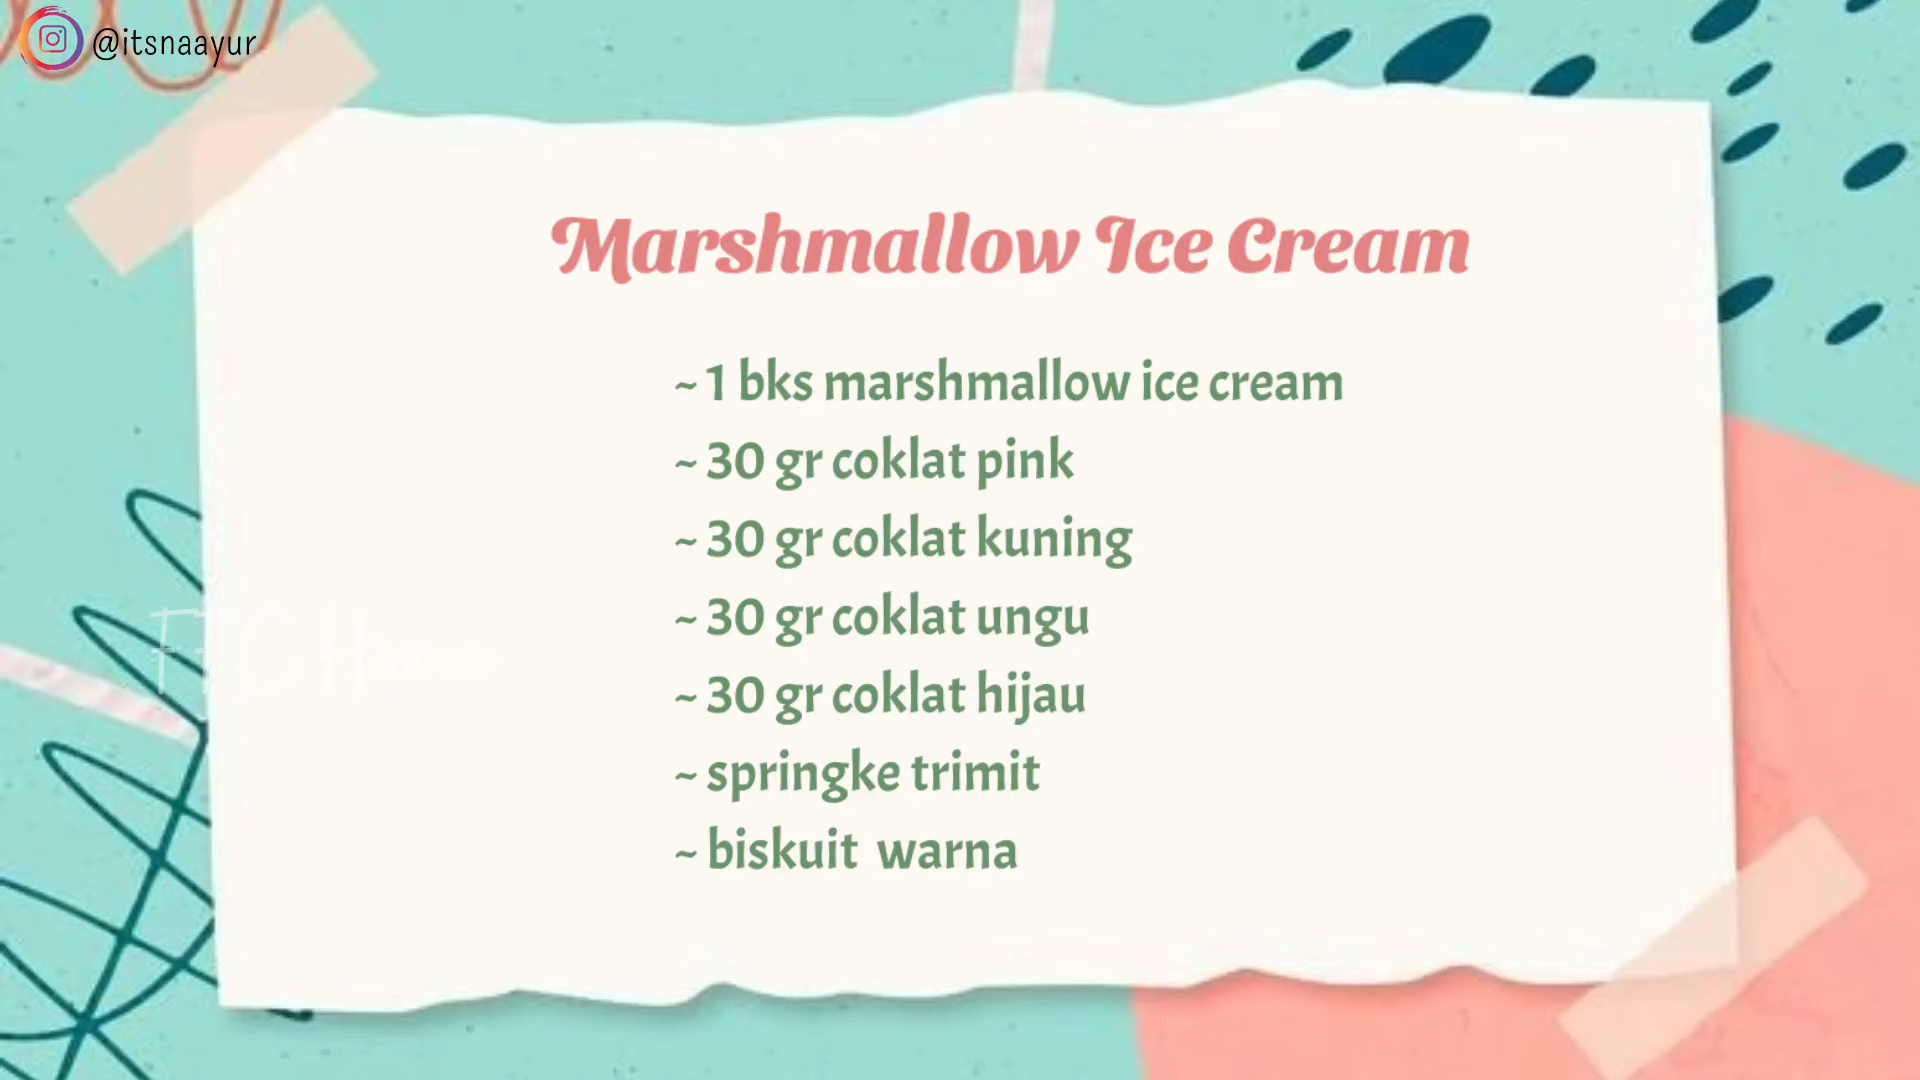 @itsnaayur
Marshmallow Ice Cream
~ 1 bks marshmallow ice cream
~ 30 gr coklat pink
~ 30 gr coklat kuning
~ 30 gr coklat ungu
~ 30 gr coklat hijau
~ springke trimit
~ biskuit warna